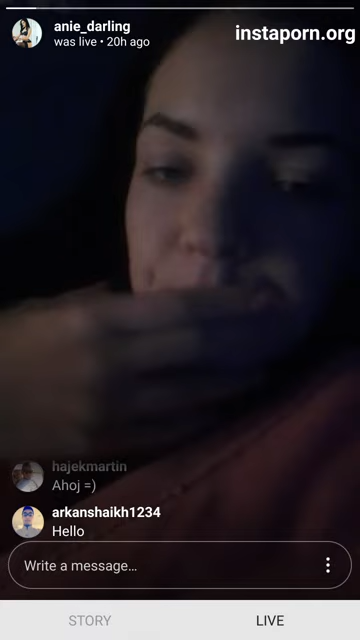 anie_darling
was live • 20h ago
instaporn.org
hajekmartin
Ahoj =)
arkanshaikh1234
Hello
Write a message...
STORY
LIVE